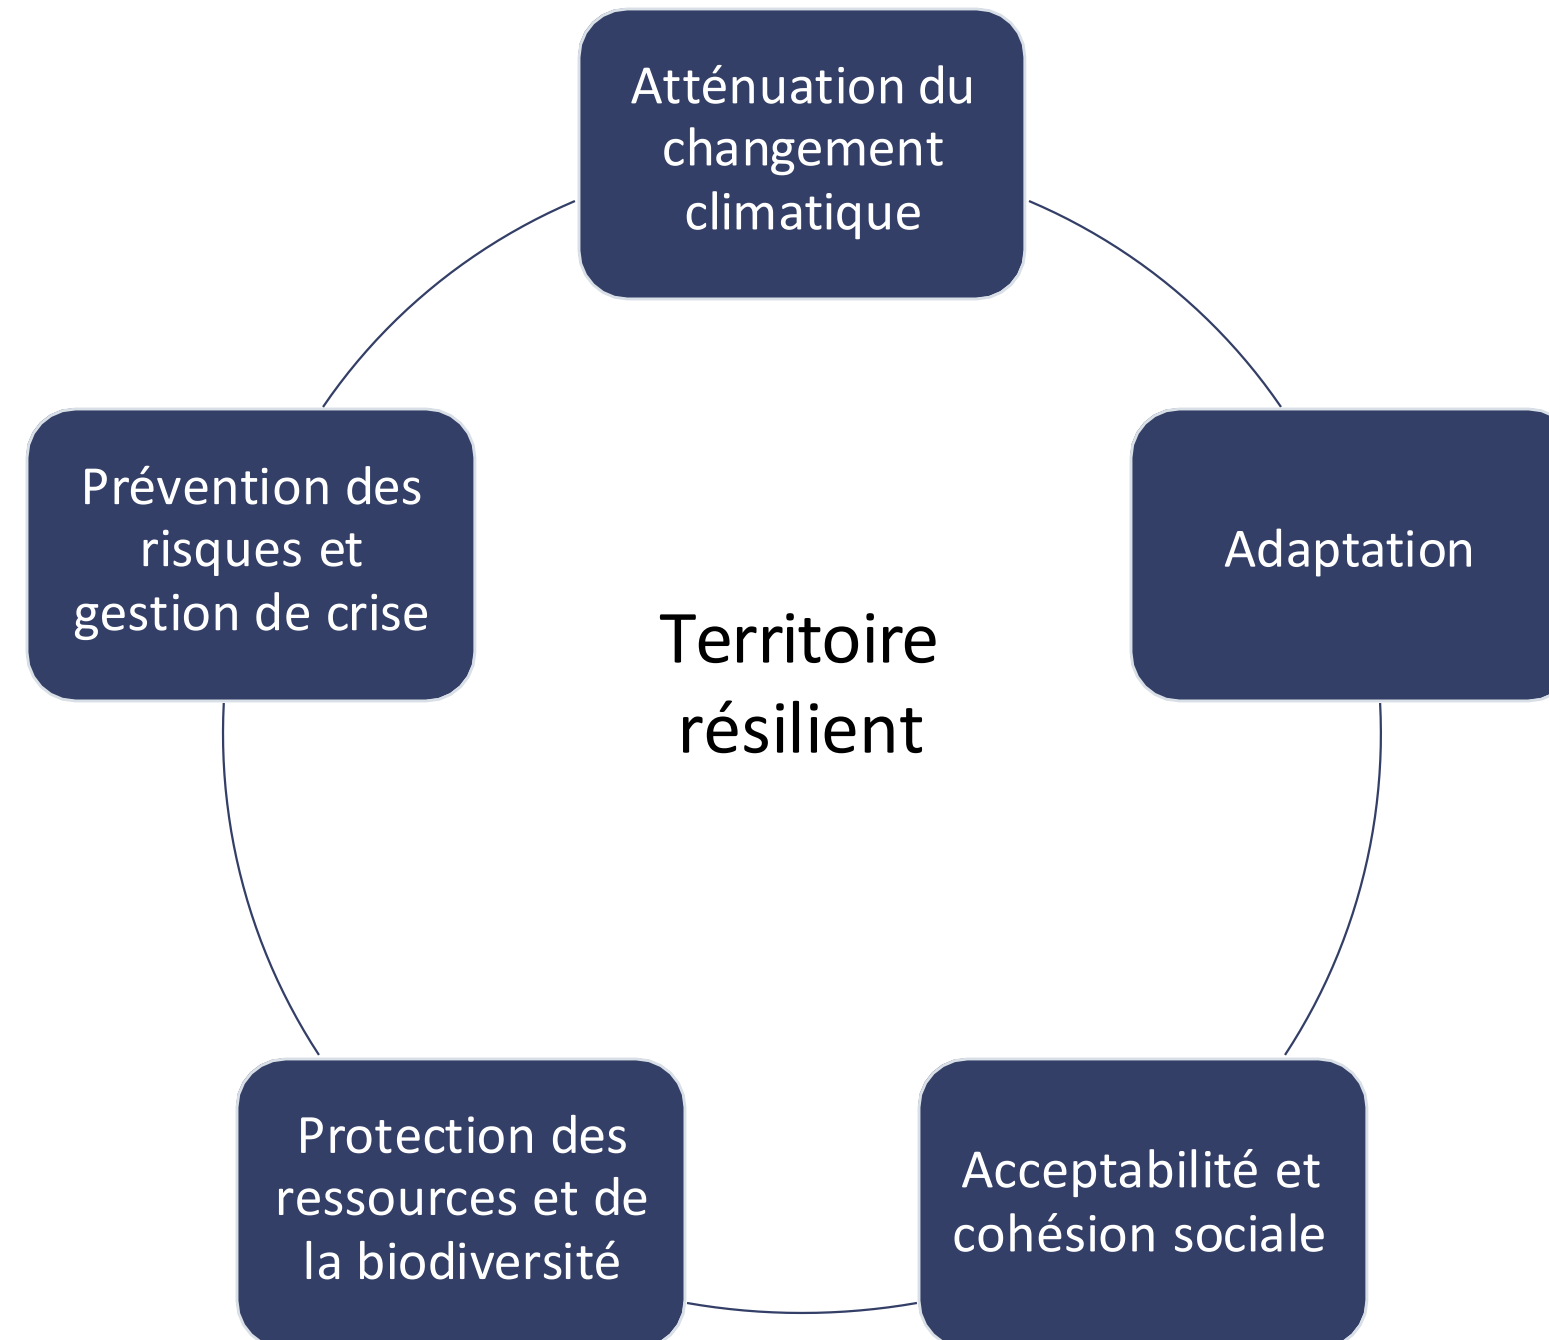 Atténuation du
changement
climatique
Prévention des
risques et
gestion de crise
Adaptation
Territoire
résilient
Protection des
ressources et de
la biodiversité
Acceptabilité et
cohésion sociale